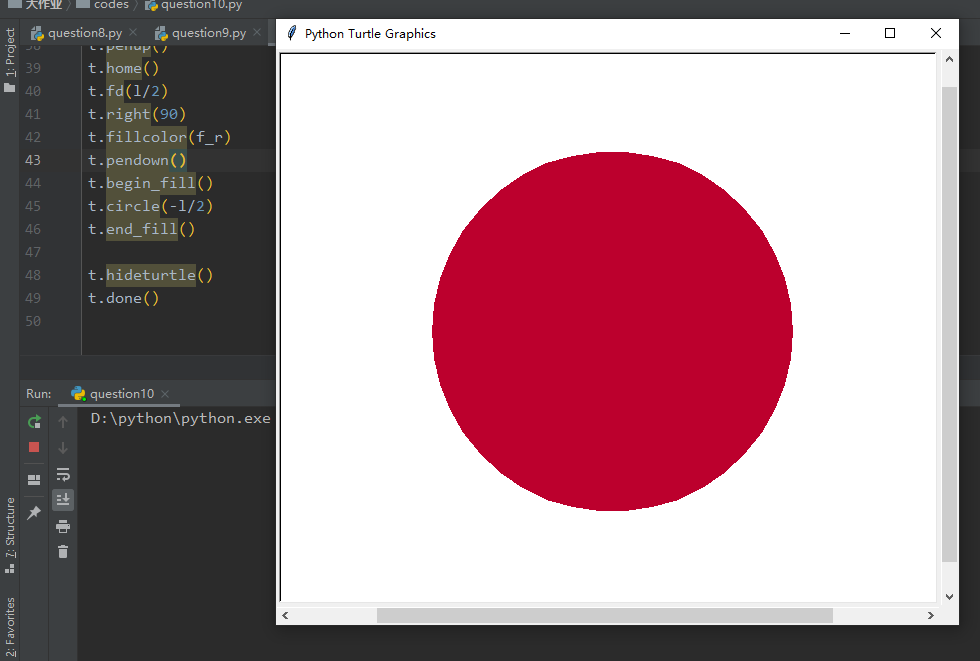 大作业 codes question10.py
question8.py question9.py
Python Turtle Graphics
1: Project
38 t.penup()
39 t.home()
40 t.fd(l/2)
41 t.right(90)
42 t.fillcolor(f_r)
43 t.pendown()
44 t.begin_fill()
45 t.circle(-l/2)
46 t.end_fill()
47
48 t.hideturtle()
49 t.done()
50
Run: question10
D:\python\python.exe
7: Structure
2: Favorites